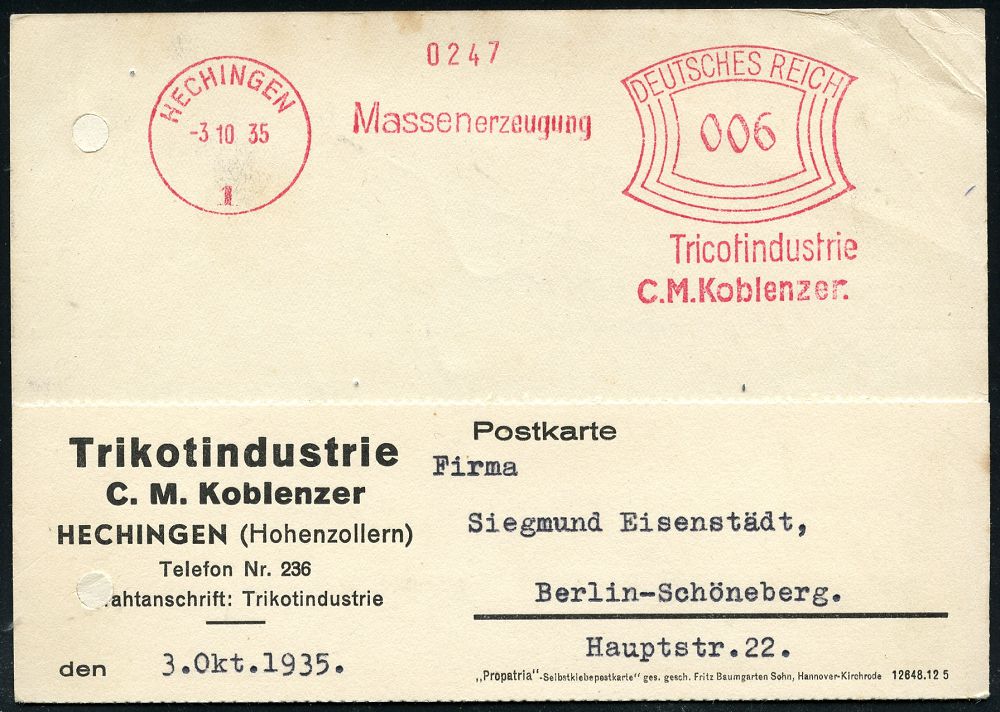 0247
HECHINGEN
-3 10 35
1
Massenerzeugung
DEUTSCHES REICH
006
Tricotindustrie
C.M.Koblenzer.
Trikotindustrie
C. M. Koblenzer
HECHINGEN (Hohenzollern)
Telefon Nr. 236
ahtanschrift: Trikotindustrie
den 3.Okt.1935.
Postkarte
Firma
Siegmund Eisenstädt,
Berlin-Schöneberg.
Hauptstr.22.
„Propatria“-Selbstklebepostkarte“ ges. gesch. Fritz Baumgarten Sohn, Hannover-Kirchrode 12648.12 5